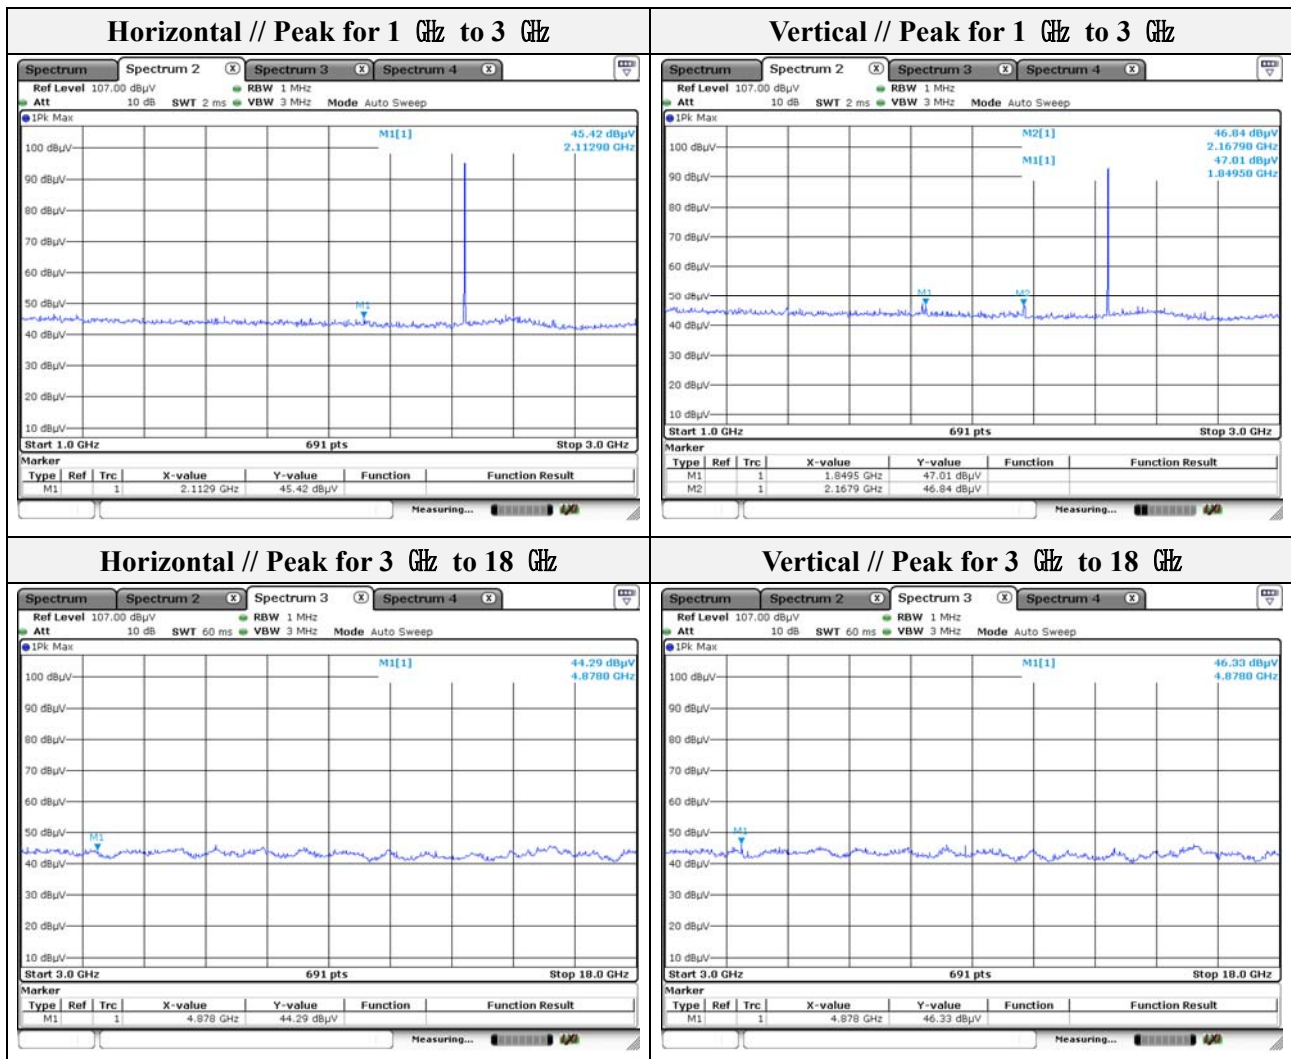 Horizontal // Peak for 1 ㎓ to 3 ㎓
Spectrum Spectrum 2 Spectrum 3 Spectrum 4
Ref Level 107.00 dBµV RBW 1 MHz
Att 10 dB SWT 2 ms VBW 3 MHz Mode Auto Sweep
1Pk Max
M1[1] 45.42 dBµV
2.11290 GHz
100 dBµV
90 dBµV
80 dBµV
70 dBµV
60 dBµV
50 dBµV
M1
40 dBµV
30 dBµV
20 dBµV
10 dBµV
Start 1.0 GHz 691 pts Stop 3.0 GHz
Marker
Type Ref Trc X-value Y-value Function Function Result
M1 1 2.1129 GHz 45.42 dBµV
Measuring...
Vertical // Peak for 1 ㎓ to 3 ㎓
Spectrum Spectrum 2 Spectrum 3 Spectrum 4
Ref Level 107.00 dBµV RBW 1 MHz
Att 10 dB SWT 2 ms VBW 3 MHz Mode Auto Sweep
1Pk Max
M2[1] 46.84 dBµV
2.16790 GHz
M1[1] 47.01 dBµV
1.84950 GHz
100 dBµV
90 dBµV
80 dBµV
70 dBµV
60 dBµV
50 dBµV
M1 M2
40 dBµV
30 dBµV
20 dBµV
10 dBµV
Start 1.0 GHz 691 pts Stop 3.0 GHz
Marker
Type Ref Trc X-value Y-value Function Function Result
M1 1 1.8495 GHz 47.01 dBµV
M2 1 2.1679 GHz 46.84 dBµV
Measuring...
Horizontal // Peak for 3 ㎓ to 18 ㎓
Spectrum Spectrum 2 Spectrum 3 Spectrum 4
Ref Level 107.00 dBµV RBW 1 MHz
Att 10 dB SWT 60 ms VBW 3 MHz Mode Auto Sweep
1Pk Max
M1[1] 44.29 dBµV
4.8780 GHz
100 dBµV
90 dBµV
80 dBµV
70 dBµV
60 dBµV
50 dBµV
M1
40 dBµV
30 dBµV
20 dBµV
10 dBµV
Start 3.0 GHz 691 pts Stop 18.0 GHz
Marker
Type Ref Trc X-value Y-value Function Function Result
M1 1 4.878 GHz 44.29 dBµV
Measuring...
Vertical // Peak for 3 ㎓ to 18 ㎓
Spectrum Spectrum 2 Spectrum 3 Spectrum 4
Ref Level 107.00 dBµV RBW 1 MHz
Att 10 dB SWT 60 ms VBW 3 MHz Mode Auto Sweep
1Pk Max
M1[1] 46.33 dBµV
4.8780 GHz
100 dBµV
90 dBµV
80 dBµV
70 dBµV
60 dBµV
50 dBµV
M1
40 dBµV
30 dBµV
20 dBµV
10 dBµV
Start 3.0 GHz 691 pts Stop 18.0 GHz
Marker
Type Ref Trc X-value Y-value Function Function Result
M1 1 4.878 GHz 46.33 dBµV
Measuring...